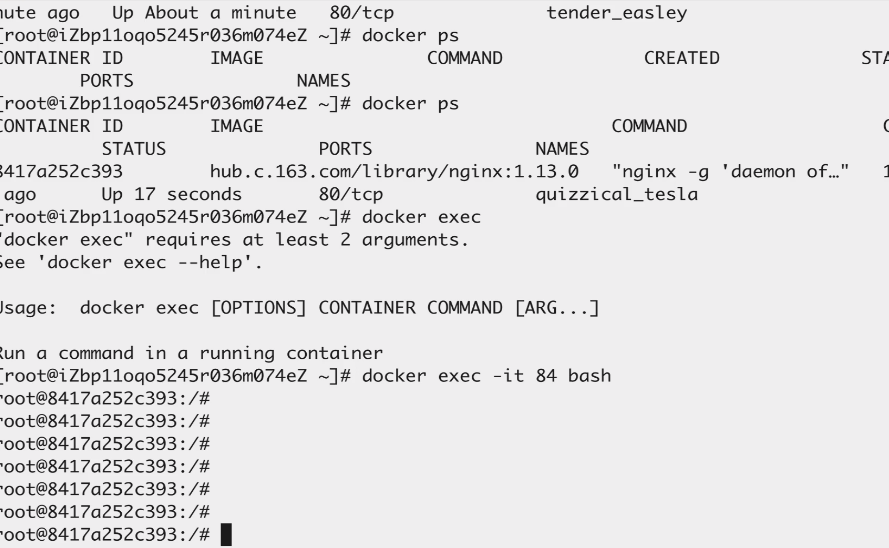 nute ago   Up About a minute   80/tcp                 tender_easley
[root@iZbp11oqo5245r036m074eZ ~]# docker ps
CONTAINER ID        IMAGE                  COMMAND                CREATED                STA
         PORTS                  NAMES
[root@iZbp11oqo5245r036m074eZ ~]# docker ps
CONTAINER ID        IMAGE                                       COMMAND                      C
            STATUS                 PORTS                  NAMES
8417a252c393        hub.c.163.com/library/nginx:1.13.0   "nginx -g 'daemon of…"   1
 ago        Up 17 seconds        80/tcp                 quizzical_tesla
[root@iZbp11oqo5245r036m074eZ ~]# docker exec
"docker exec" requires at least 2 arguments.
See 'docker exec --help'.
Usage:  docker exec [OPTIONS] CONTAINER COMMAND [ARG...]
Run a command in a running container
[root@iZbp11oqo5245r036m074eZ ~]# docker exec -it 84 bash
root@8417a252c393:/#
root@8417a252c393:/#
root@8417a252c393:/#
root@8417a252c393:/#
root@8417a252c393:/#
root@8417a252c393:/#
root@8417a252c393:/#